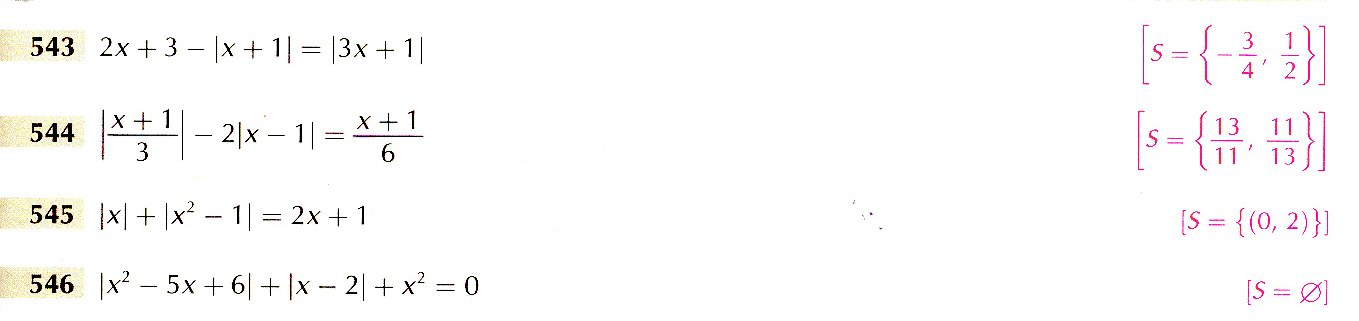 543 2x + 3 − |x + 1| = |3x + 1| [S = {−3/4, 1/2}]
544 |(x + 1)/3| − 2|x − 1| = (x + 1)/6 [S = {13/11, 11/13}]
545 |x| + |x² − 1| = 2x + 1 [S = {(0, 2)}]
546 |x² − 5x + 6| + |x − 2| + x² = 0 [S = ∅]